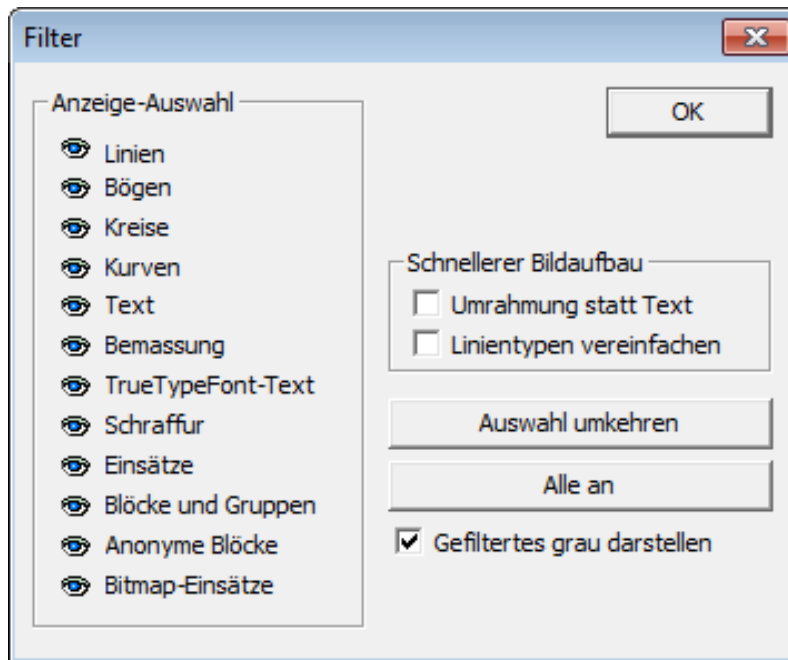 Filter
Anzeige-Auswahl
Linien
Bögen
Kreise
Kurven
Text
Bemassung
TrueTypeFont-Text
Schraffur
Einsätze
Blöcke und Gruppen
Anonyme Blöcke
Bitmap-Einsätze
OK
Schnellerer Bildaufbau
Umrahmung statt Text
Linientypen vereinfachen
Auswahl umkehren
Alle an
Gefiltertes grau darstellen